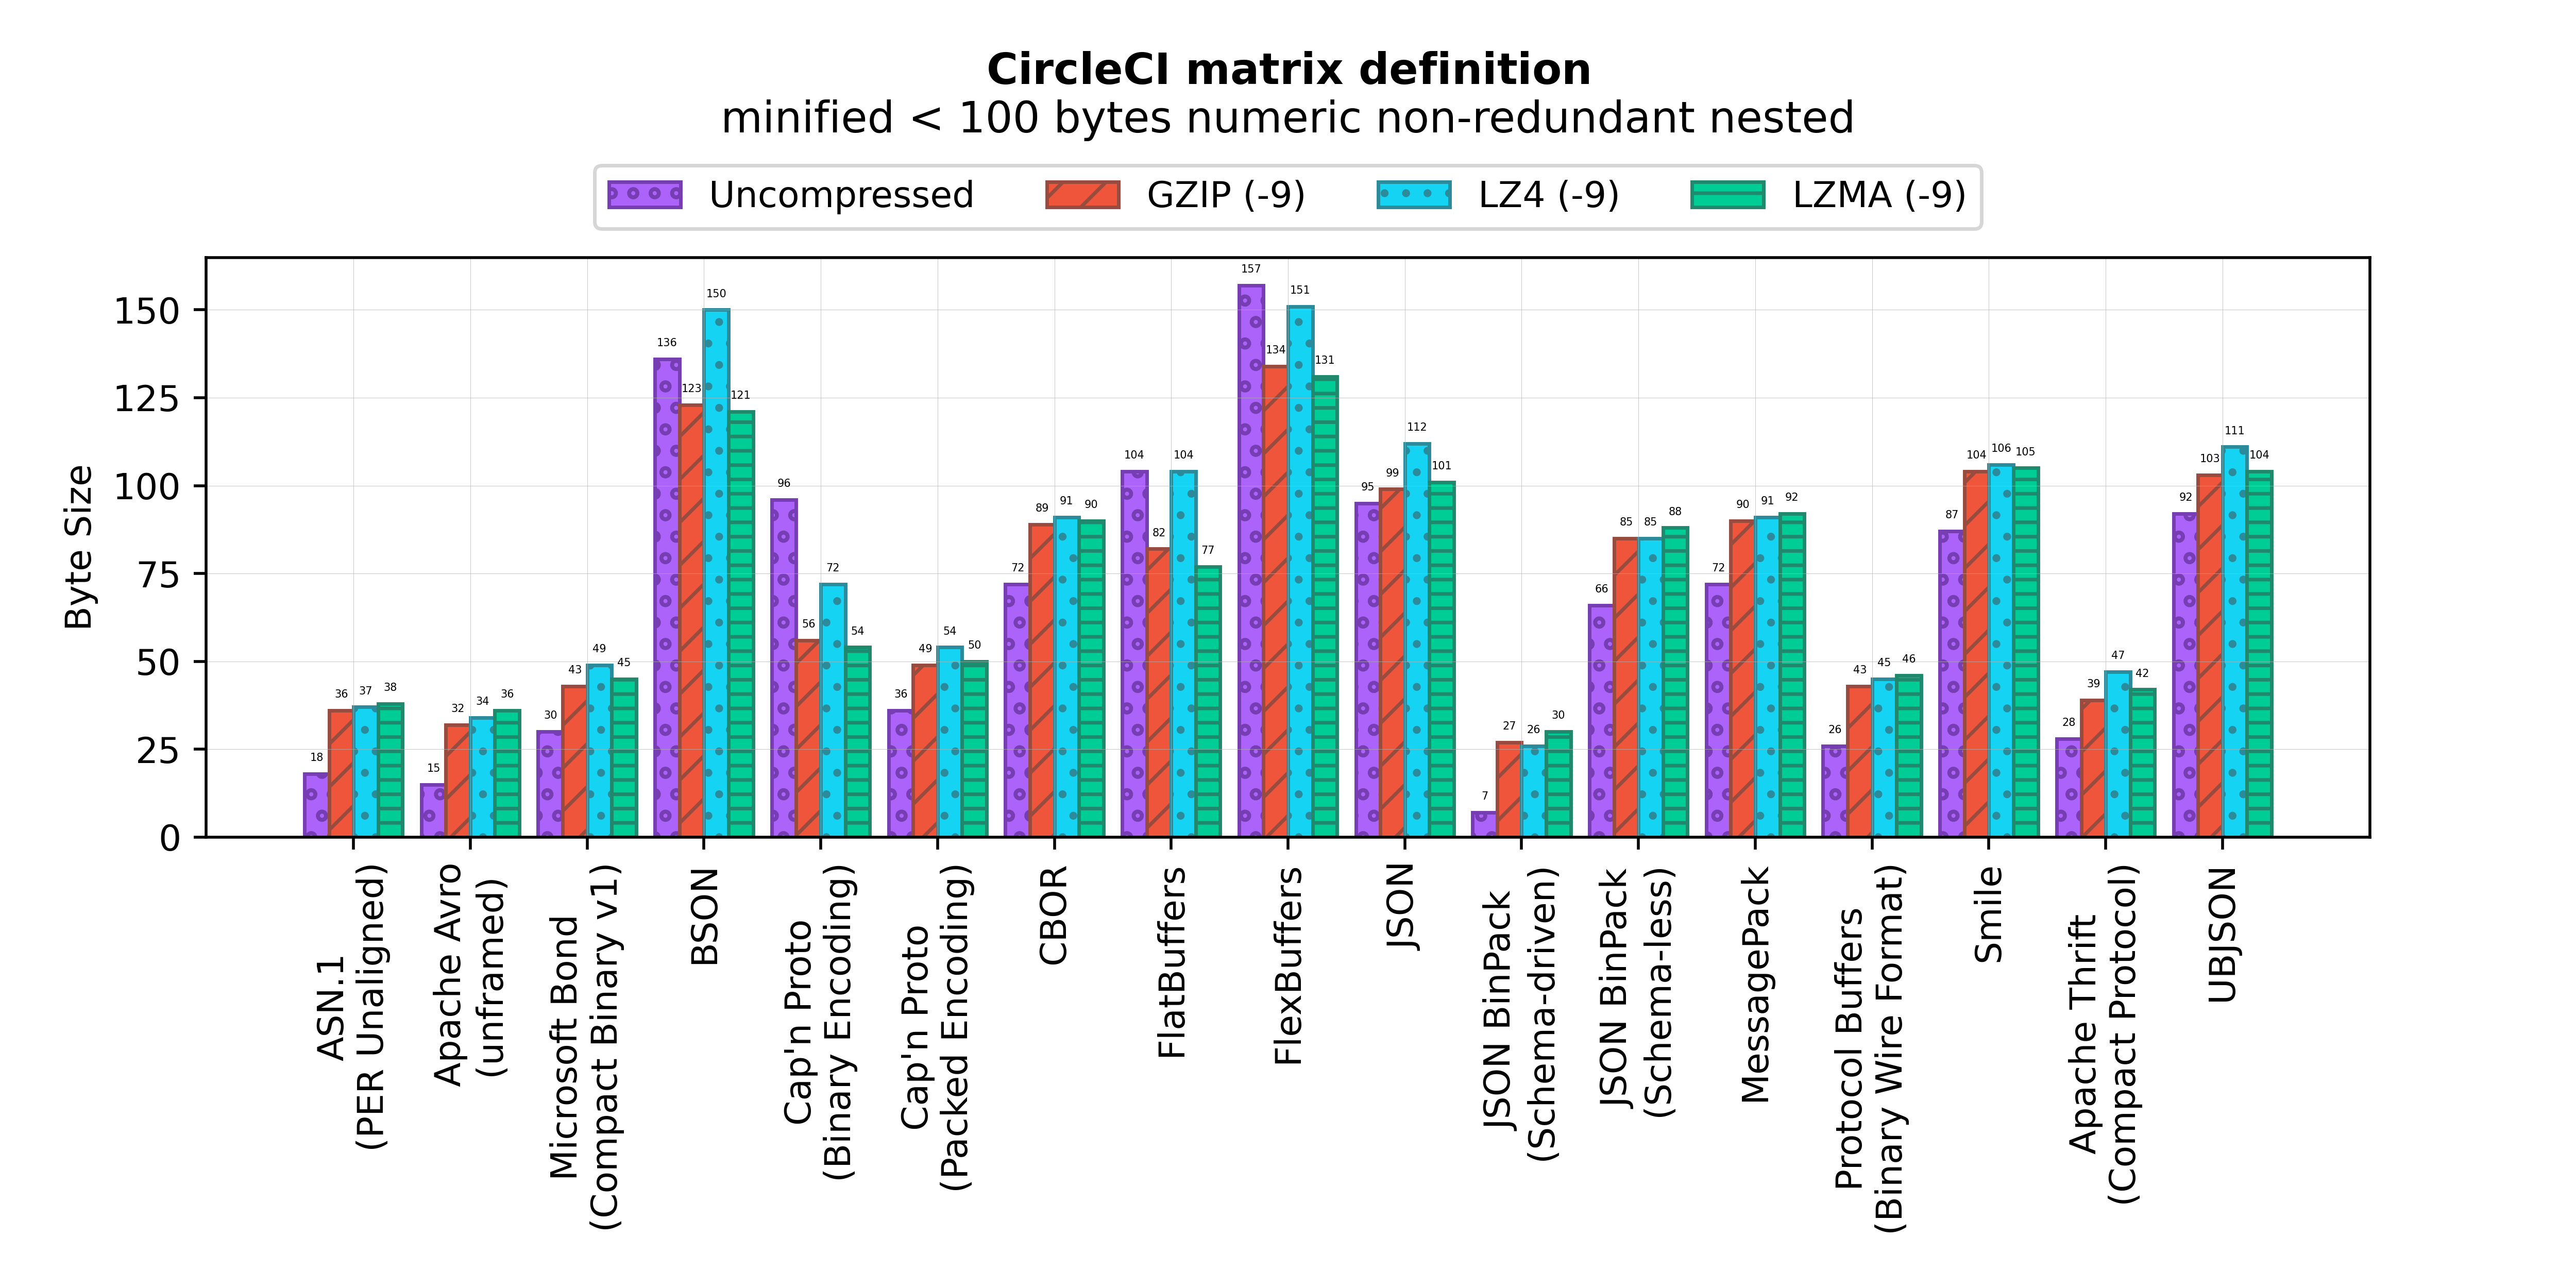 CircleCI matrix definition
minified < 100 bytes numeric non-redundant nested
Uncompressed GZIP (-9) LZ4 (-9) LZMA (-9)
Byte Size
150
125
100
75
50
25
0
18 36 37 38
15 32 34 36
30 43 49 45
136 123 150 121
96 56 72 54
36 49 54 50
72 89 91 90
104 82 104 77
157 134 151 131
95 99 112 101
7 27 26 30
66 85 85 88
72 90 91 92
26 43 45 46
87 104 106 105
28 39 47 42
92 103 111 104
ASN.1
(PER Unaligned)
Apache Avro
(unframed)
Microsoft Bond
(Compact Binary v1)
BSON
Cap'n Proto
(Binary Encoding)
Cap'n Proto
(Packed Encoding)
CBOR
FlatBuffers
FlexBuffers
JSON
JSON BinPack
(Schema-driven)
JSON BinPack
(Schema-less)
MessagePack
Protocol Buffers
(Binary Wire Format)
Smile
Apache Thrift
(Compact Protocol)
UBJSON